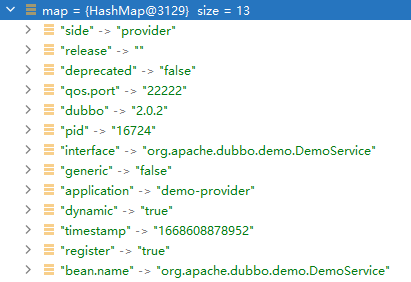 map = {HashMap@3129}  size = 13
"side" -> "provider"
"release" -> ""
"deprecated" -> "false"
"qos.port" -> "22222"
"dubbo" -> "2.0.2"
"pid" -> "16724"
"interface" -> "org.apache.dubbo.demo.DemoService"
"generic" -> "false"
"application" -> "demo-provider"
"dynamic" -> "true"
"timestamp" -> "1668608878952"
"register" -> "true"
"bean.name" -> "org.apache.dubbo.demo.DemoService"